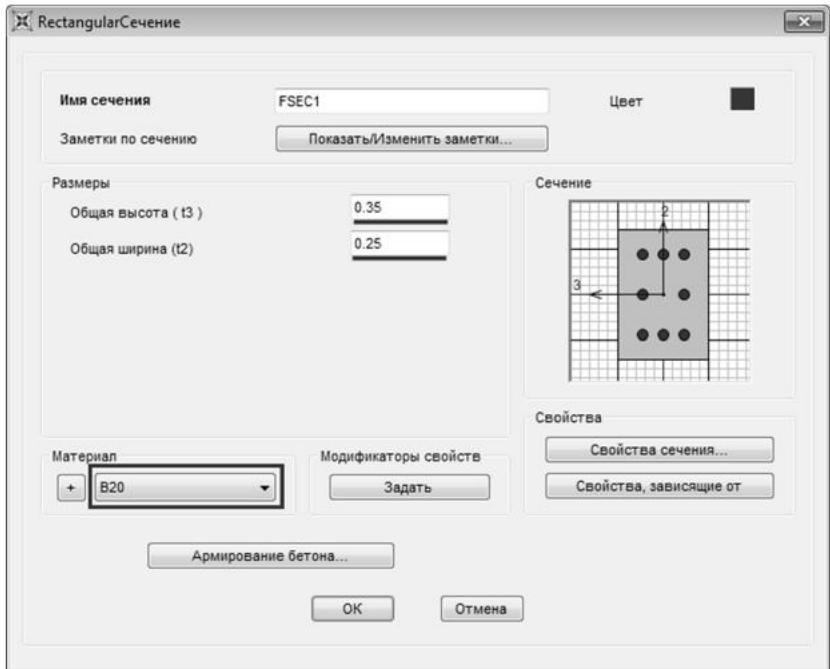 RectangularСечение
Имя сечения FSEC1 Цвет
Заметки по сечению Показать/Изменить заметки...
Размеры
Общая высота ( t3 ) 0.35
Общая ширина (t2) 0.25
Сечение
2
3
Свойства
Свойства сечения...
Свойства, зависящие от
Материал
+ B20
Модификаторы свойств
Задать
Армирование бетона...
OK Отмена